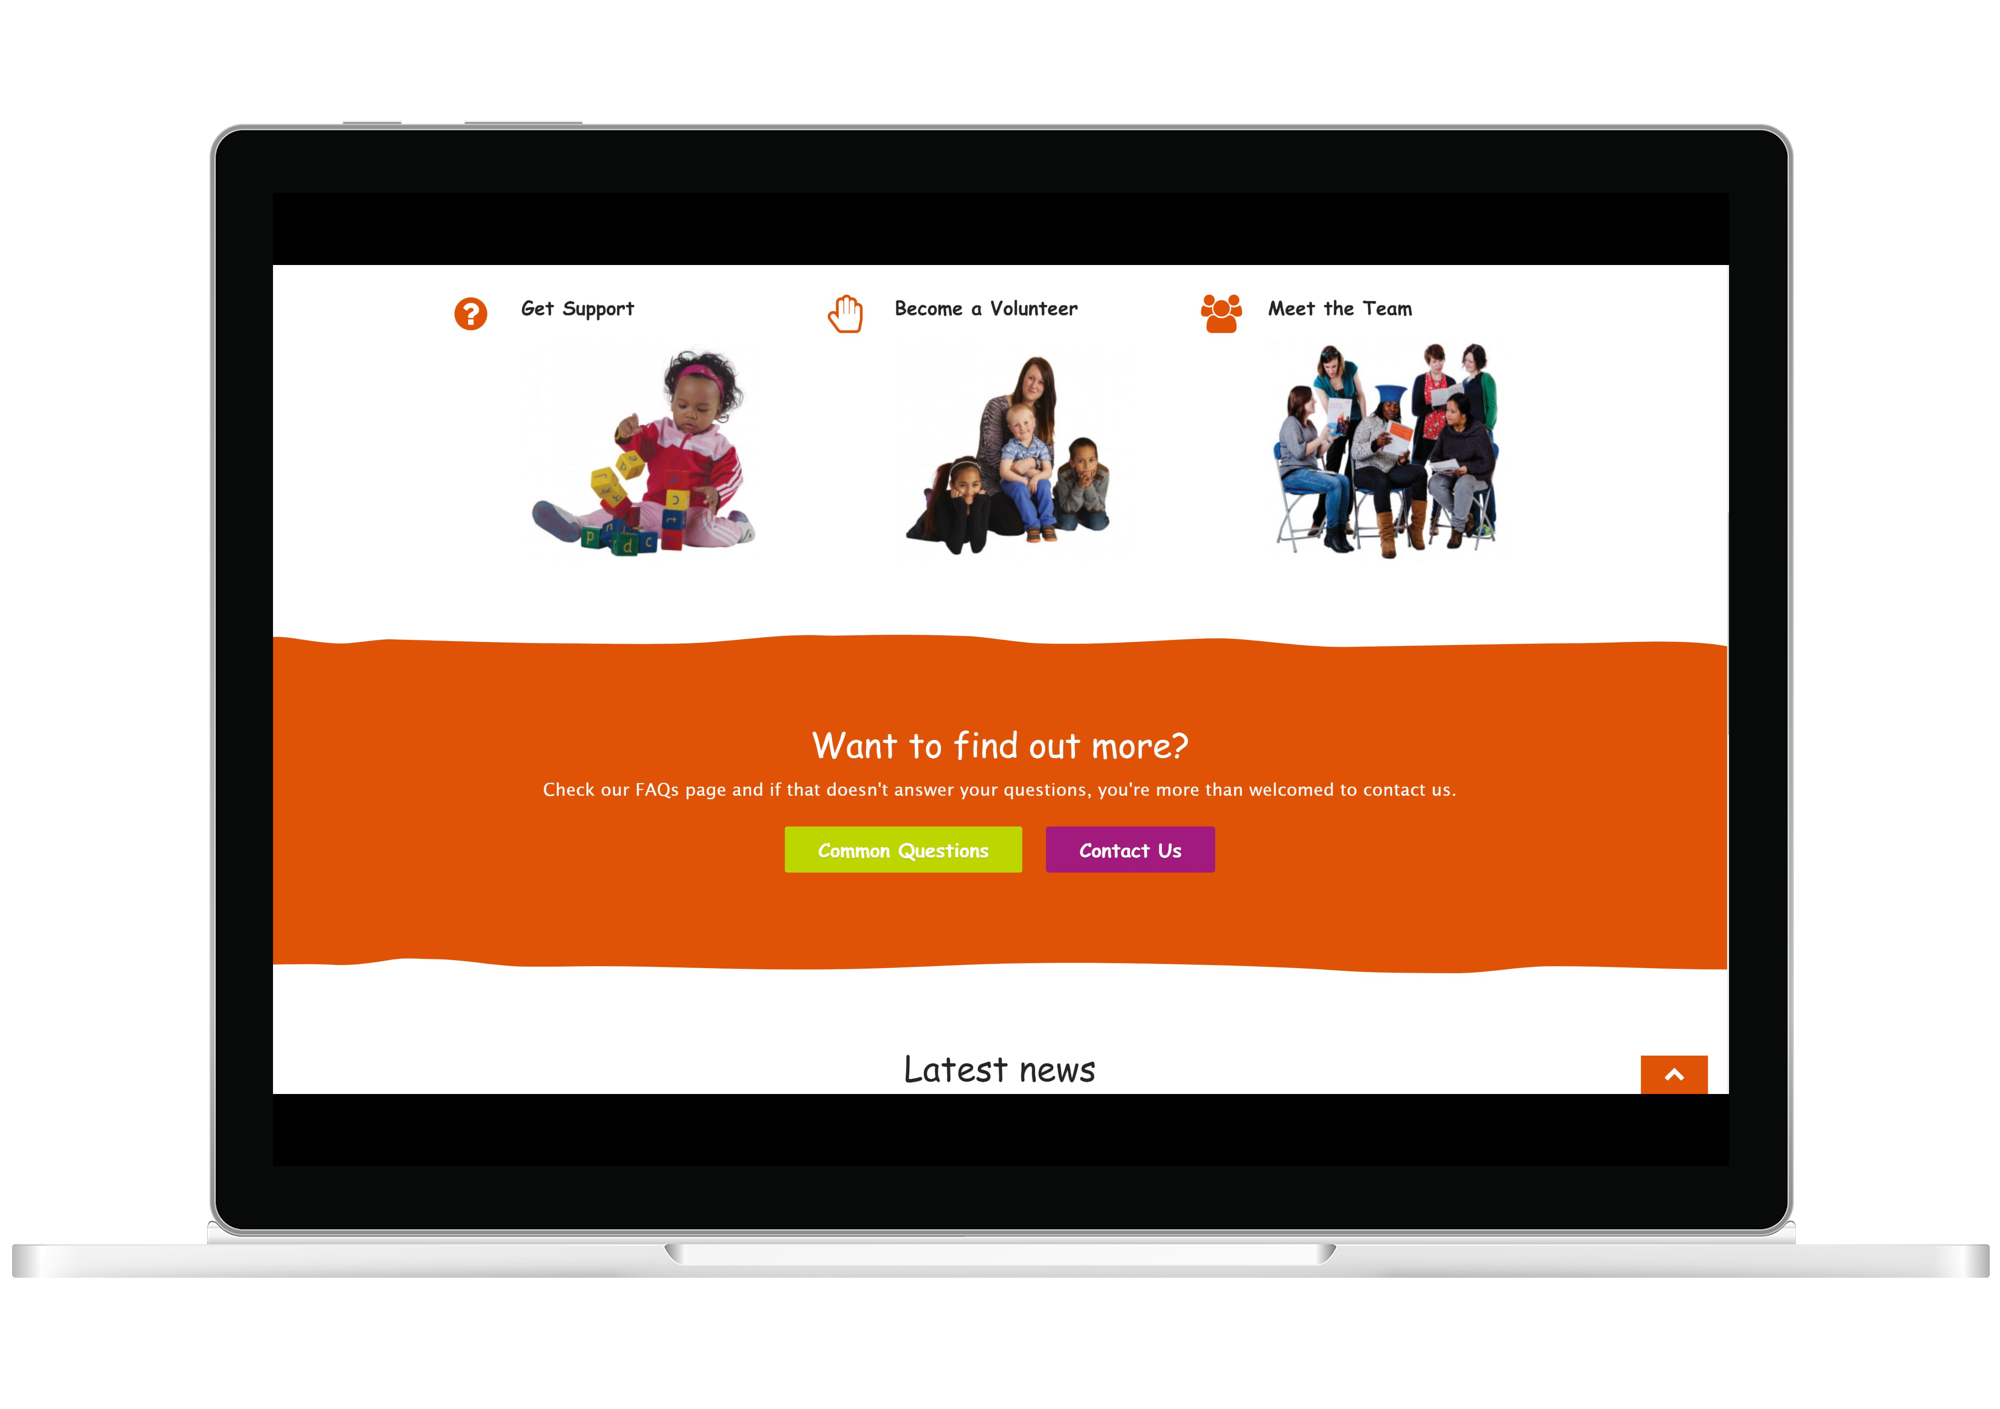 Get Support
Become a Volunteer
Meet the Team
p
d
c
Want to find out more?
Check our FAQs page and if that doesn't answer your questions, you're more than welcomed to contact us.
Common Questions
Contact Us
Latest news